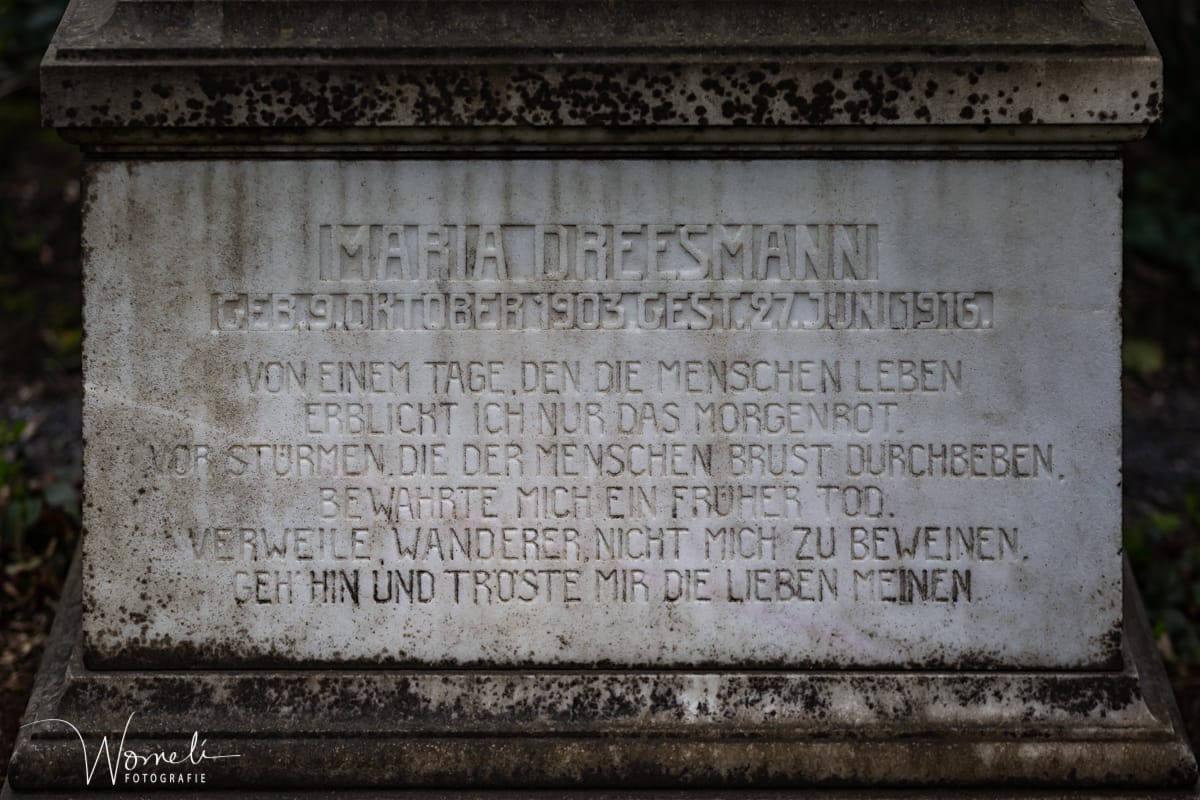 MARIA DREESMANN
GEB. 9. OKTOBER 1903. GEST. 27. JUNI 1916.
VON EINEM TAGE, DEN DIE MENSCHEN LEBEN
ERBLICKT ICH NUR DAS MORGENROT.
VOR STÜRMEN, DIE DER MENSCHEN BRUST DURCHBEBEN,
BEWAHRTE MICH EIN FRÜHER TOD.
VERWEILE, WANDERER, NICHT MICH ZU BEWEINEN.
GEH' HIN UND TRÖSTE MIR DIE LIEBEN MEINEN.
Womeli
FOTOGRAFIE